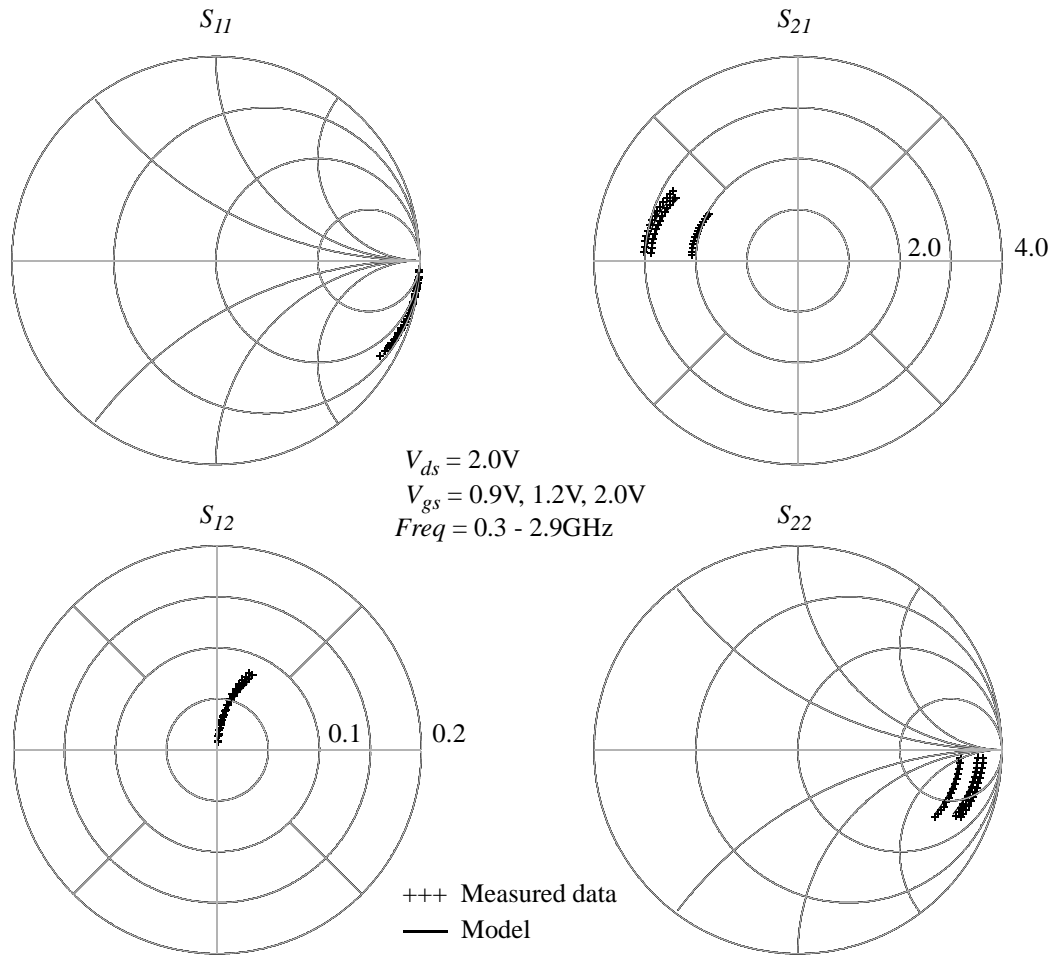 S11
S21
2.0
4.0
Vds = 2.0V
Vgs = 0.9V, 1.2V, 2.0V
Freq = 0.3 - 2.9GHz
S12
S22
0.1
0.2
+++ Measured data
Model